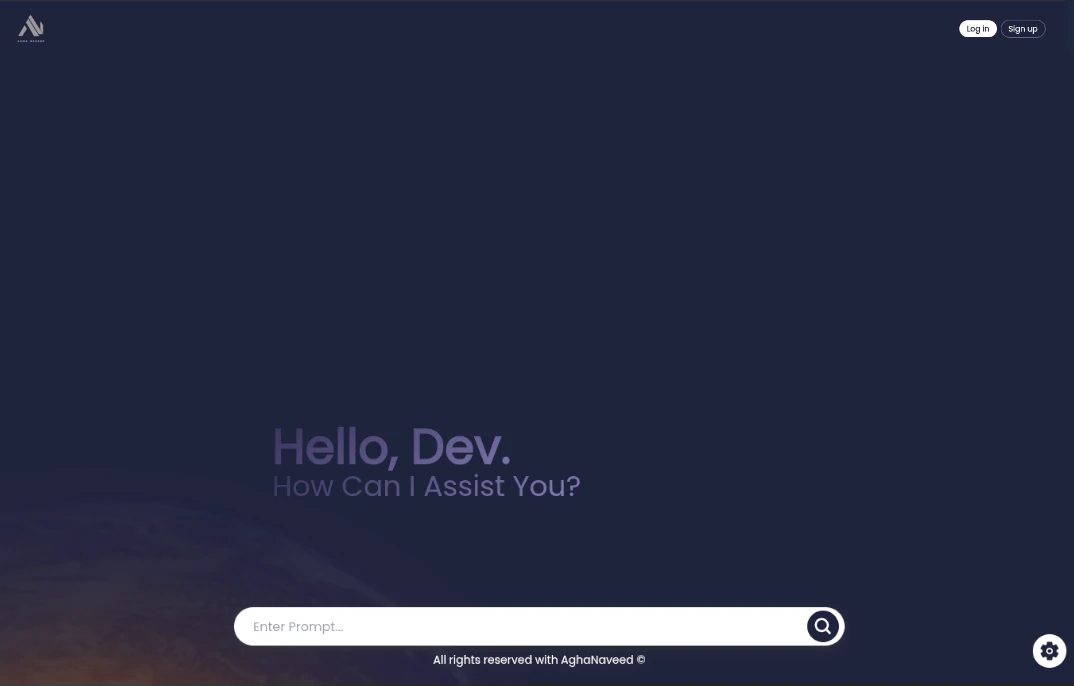 Log in
Sign up
Hello, Dev.
How Can I Assist You?
Enter Prompt...
All rights reserved with AghaNaveed ©